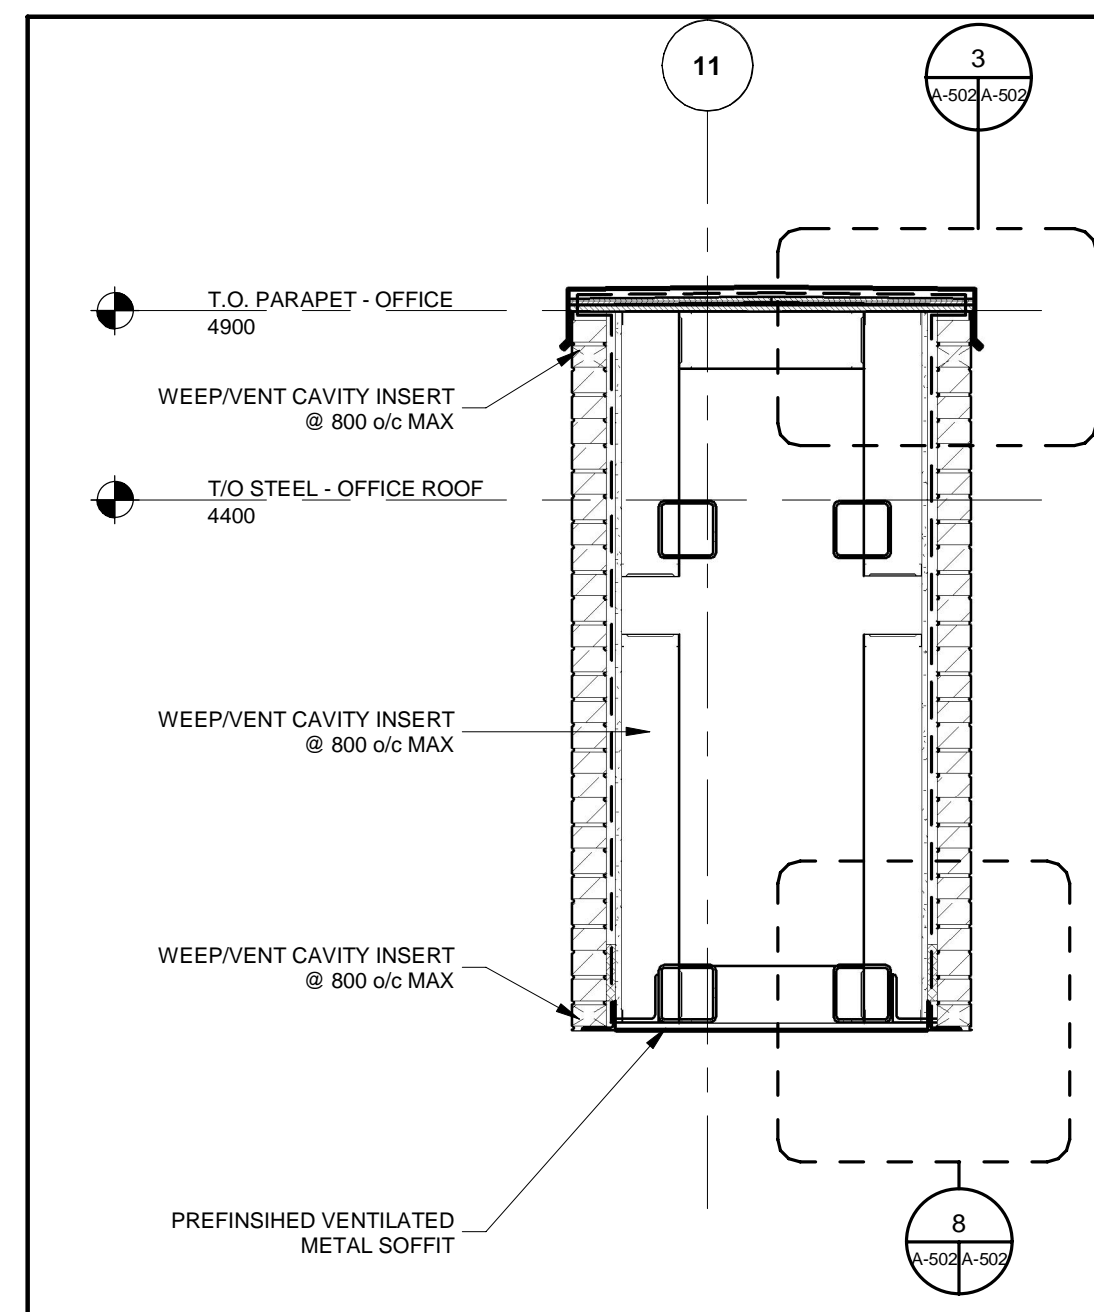 11
3
A-502 A-502
T.O. PARAPET - OFFICE
4900
WEEP/VENT CAVITY INSERT
@ 800 o/c MAX
T/O STEEL - OFFICE ROOF
4400
WEEP/VENT CAVITY INSERT
@ 800 o/c MAX
WEEP/VENT CAVITY INSERT
@ 800 o/c MAX
PREFINSIHED VENTILATED
METAL SOFFIT
8
A-502 A-502